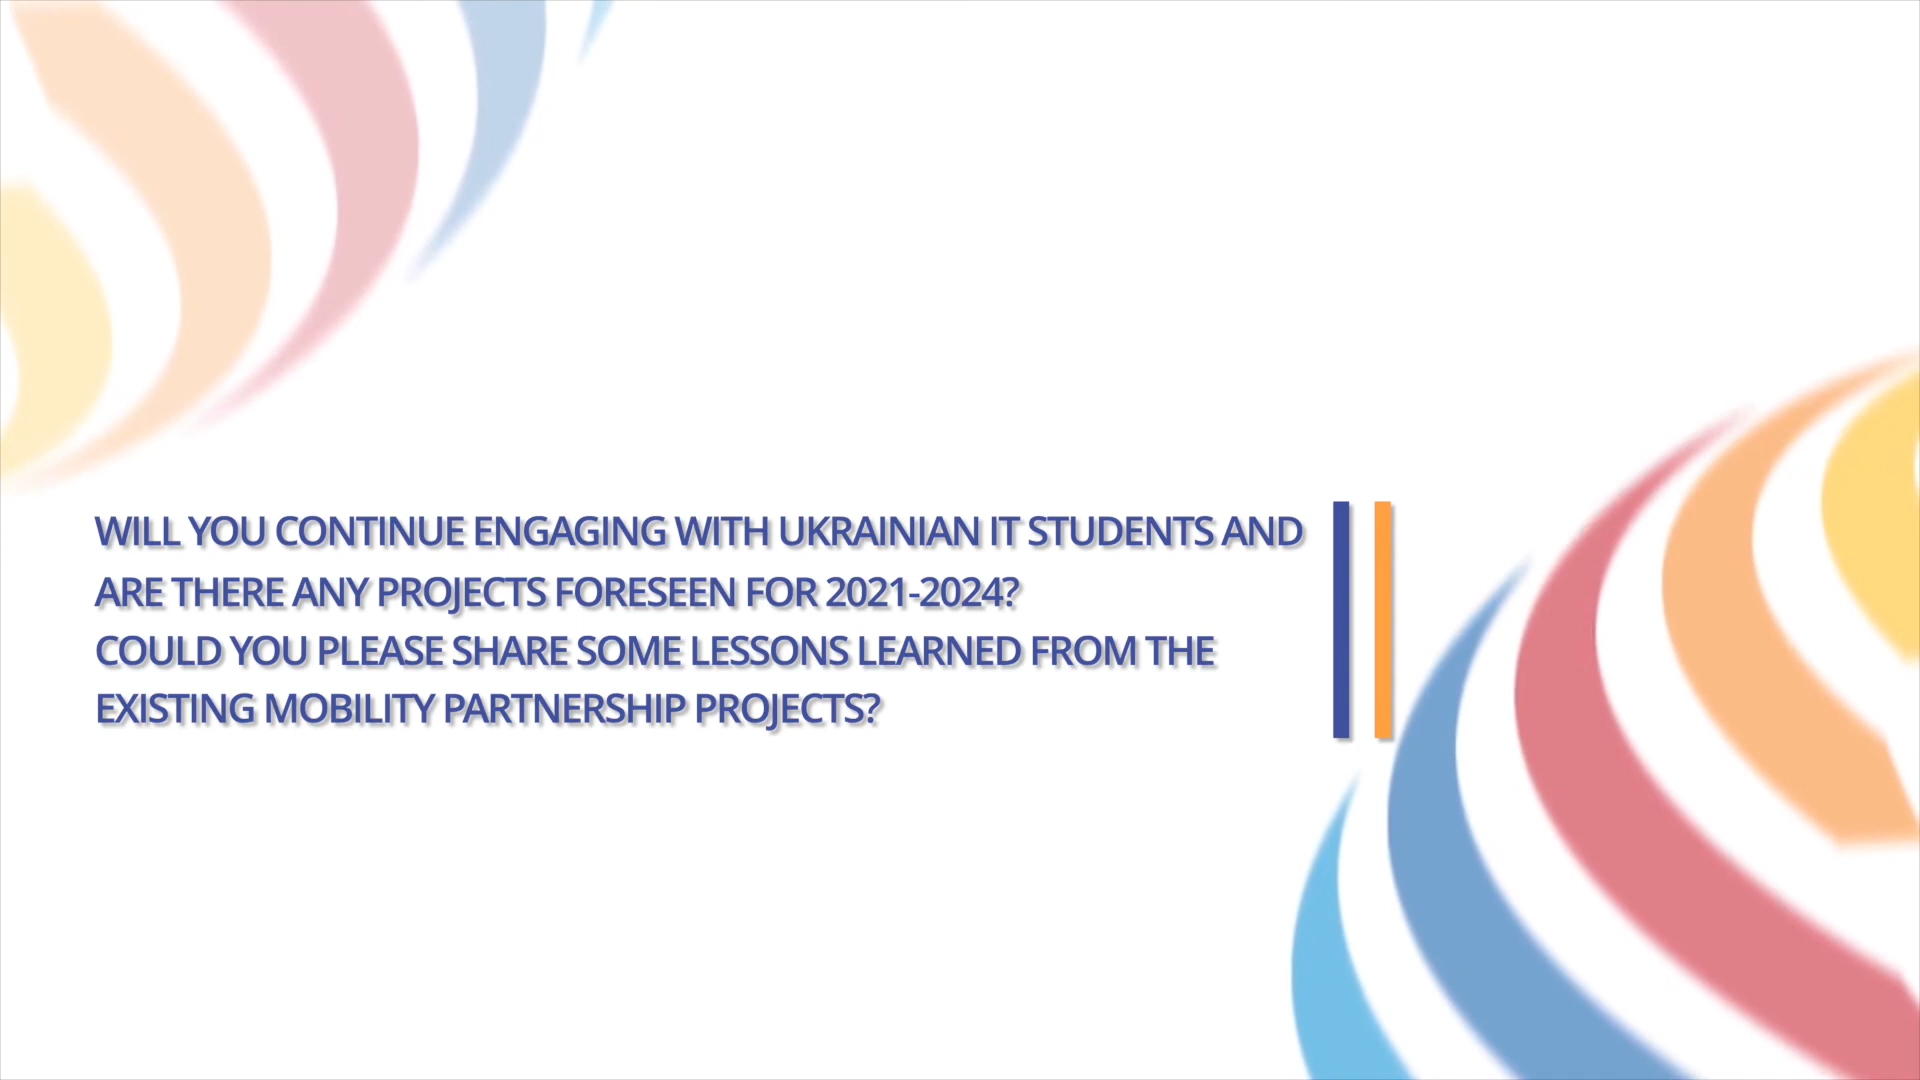 WILL YOU CONTINUE ENGAGING WITH UKRAINIAN IT STUDENTS AND
ARE THERE ANY PROJECTS FORESEEN FOR 2021-2024?
COULD YOU PLEASE SHARE SOME LESSONS LEARNED FROM THE
EXISTING MOBILITY PARTNERSHIP PROJECTS?